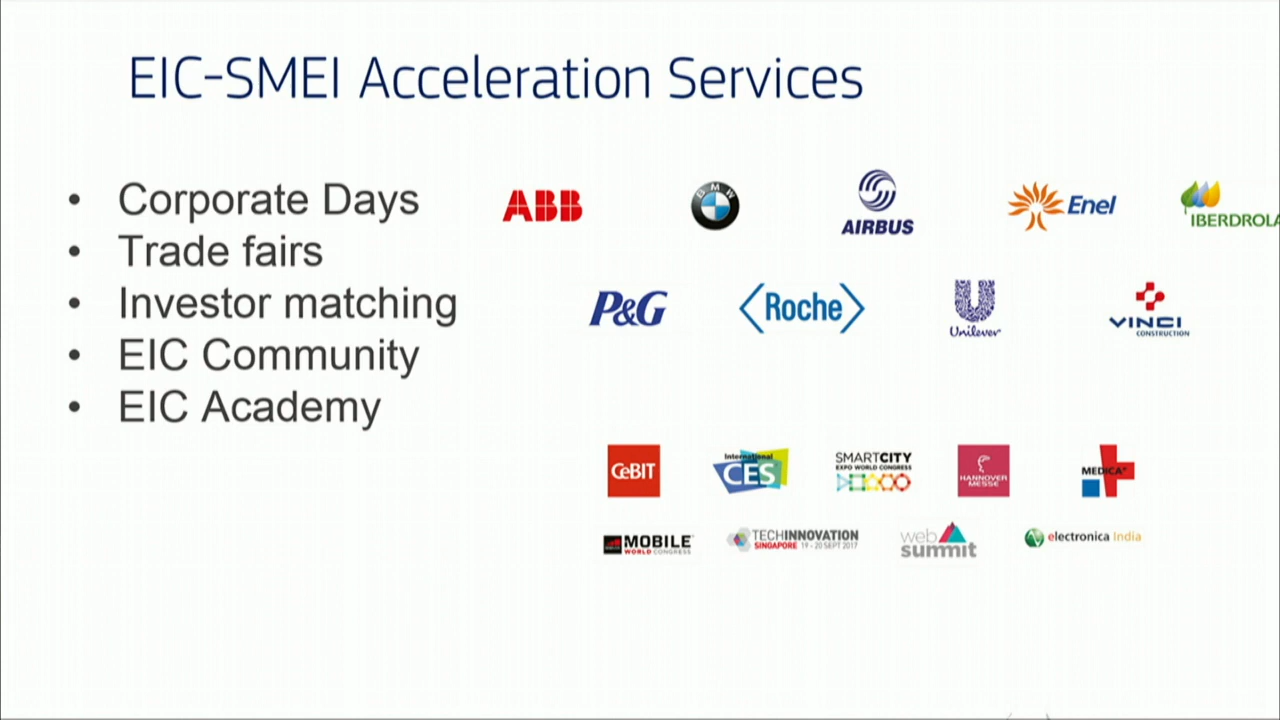 EIC-SMEI Acceleration Services
• Corporate Days
• Trade fairs
• Investor matching
• EIC Community
• EIC Academy
ABB
BMW
AIRBUS
Enel
IBERDROLA
P&G
Roche
Unilever
VINCI
CONSTRUCTION
CeBIT
International
CES
SMARTCITY
EXPO WORLD CONGRESS
HANNOVER
MESSE
MEDICA
MOBILE
WORLD CONGRESS
TECHINNOVATION
SINGAPORE 19 - 20 SEPT 2017
web
summit
electronica India